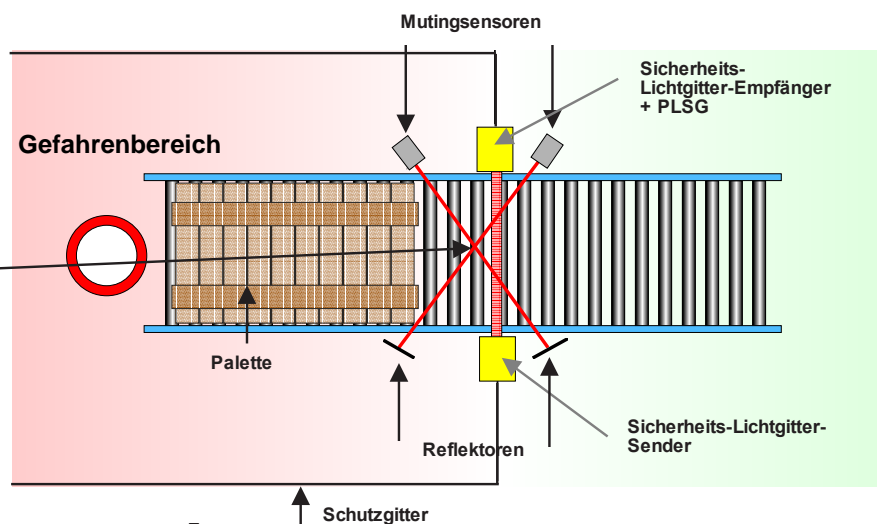 Mutingsensoren
Sicherheits-
Lichtgitter-Empfänger
+ PLSG
Gefahrenbereich
Palette
Reflektoren
Sicherheits-Lichtgitter-
Sender
Schutzgitter